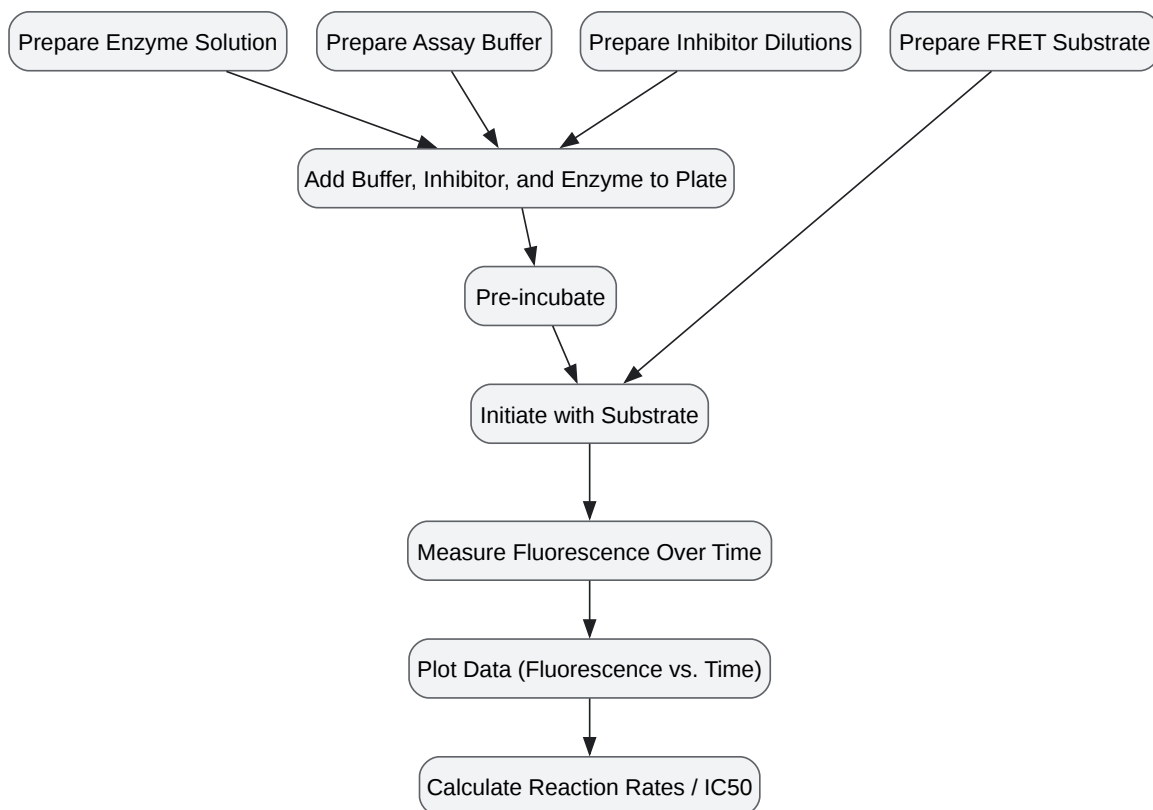 Prepare Enzyme Solution
Prepare Assay Buffer
Prepare Inhibitor Dilutions
Prepare FRET Substrate
Add Buffer, Inhibitor, and Enzyme to Plate
Pre-incubate
Initiate with Substrate
Measure Fluorescence Over Time
Plot Data (Fluorescence vs. Time)
Calculate Reaction Rates / IC50